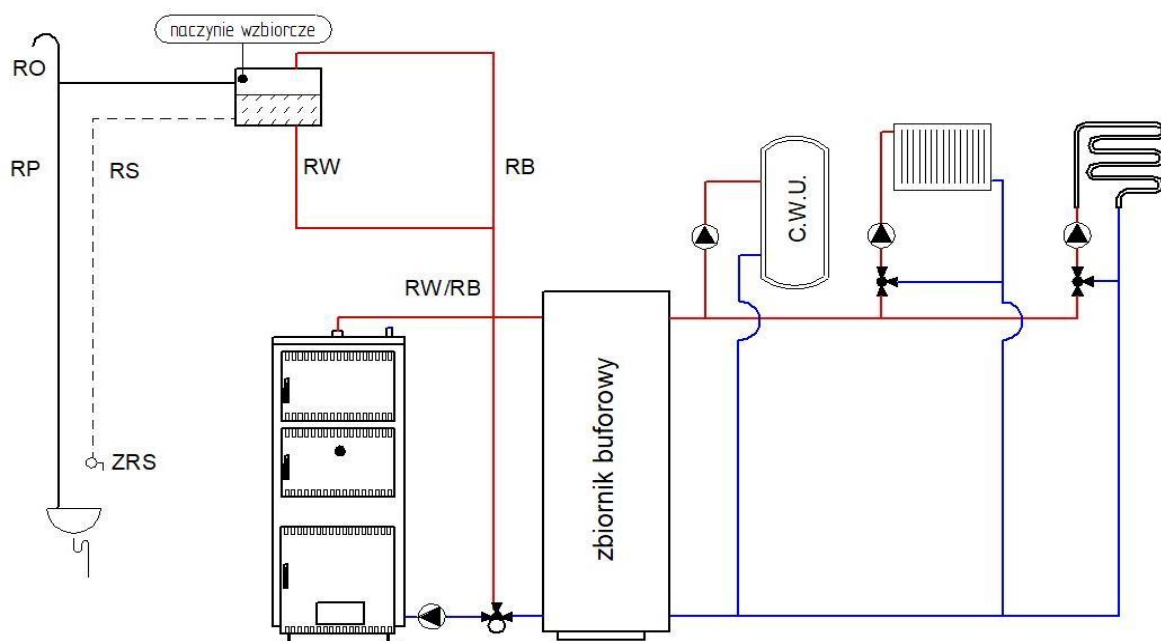 naczynie wzbiorcze
RO
RP
RS
RW
RB
RW/RB
C.W.U.
ZRS
zbiornik buforowy